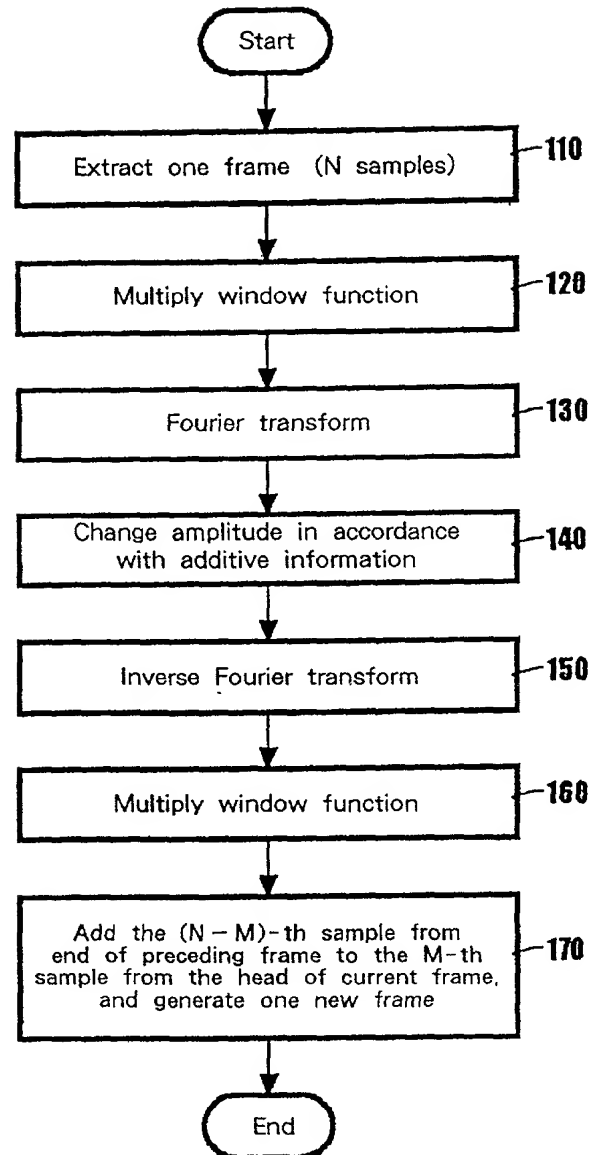 Start
Extract one frame (N samples)
110
Multiply window function
120
Fourier transform
130
Change amplitude in accordance
with additive information
140
Inverse Fourier transform
150
Multiply window function
160
Add the (N－M)-th sample from
end of preceding frame to the M-th
sample from the head of current frame,
and generate one new frame
170
End